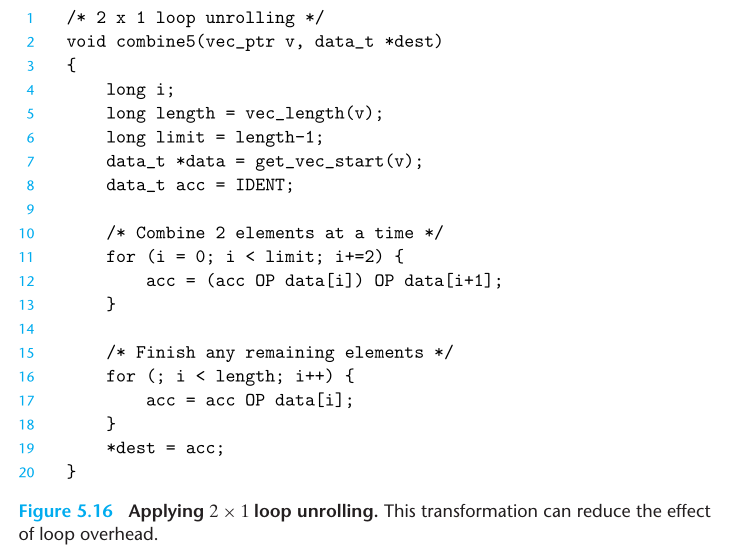 1 /* 2 x 1 loop unrolling */
2 void combine5(vec_ptr v, data_t *dest)
3 {
4     long i;
5     long length = vec_length(v);
6     long limit = length-1;
7     data_t *data = get_vec_start(v);
8     data_t acc = IDENT;
9
10     /* Combine 2 elements at a time */
11     for (i = 0; i < limit; i+=2) {
12         acc = (acc OP data[i]) OP data[i+1];
13     }
14
15     /* Finish any remaining elements */
16     for (; i < length; i++) {
17         acc = acc OP data[i];
18     }
19     *dest = acc;
20 }
Figure 5.16 Applying 2 × 1 loop unrolling. This transformation can reduce the effect
of loop overhead.